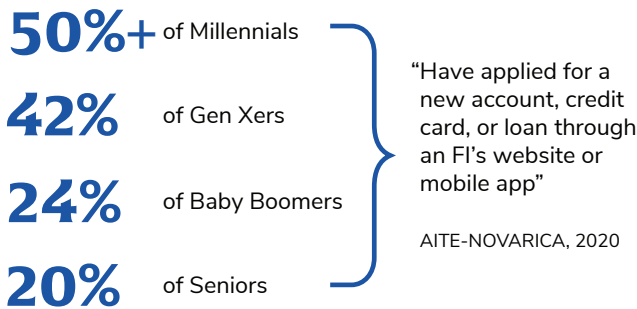 50%+ of Millennials
42% of Gen Xers
24% of Baby Boomers
20% of Seniors
“Have applied for a
new account, credit
card, or loan through
an FI’s website or
mobile app”
AITE-NOVARICA, 2020